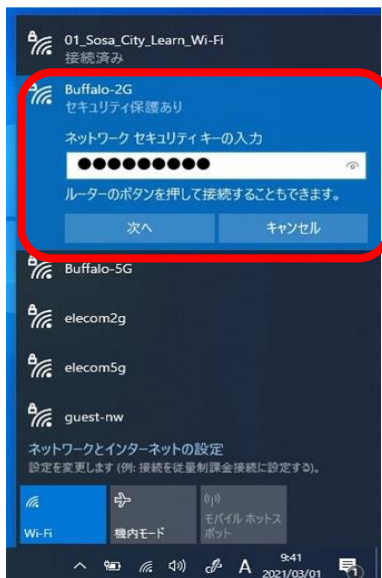 01_Sosa_City_Learn_Wi-Fi
接続済み
Buffalo-2G
セキュリティ保護あり
ネットワーク セキュリティ キーの入力
●●●●●●●●●
ルーターのボタンを押して接続することもできます。
次へ キャンセル
Buffalo-5G
elecom2g
elecom5g
guest-nw
ネットワークとインターネットの設定
設定を変更します (例: 接続を従量制課金接続に設定する)。
Wi-Fi 機内モード モバイル ホットスポット
A 9:41
2021/03/01 1